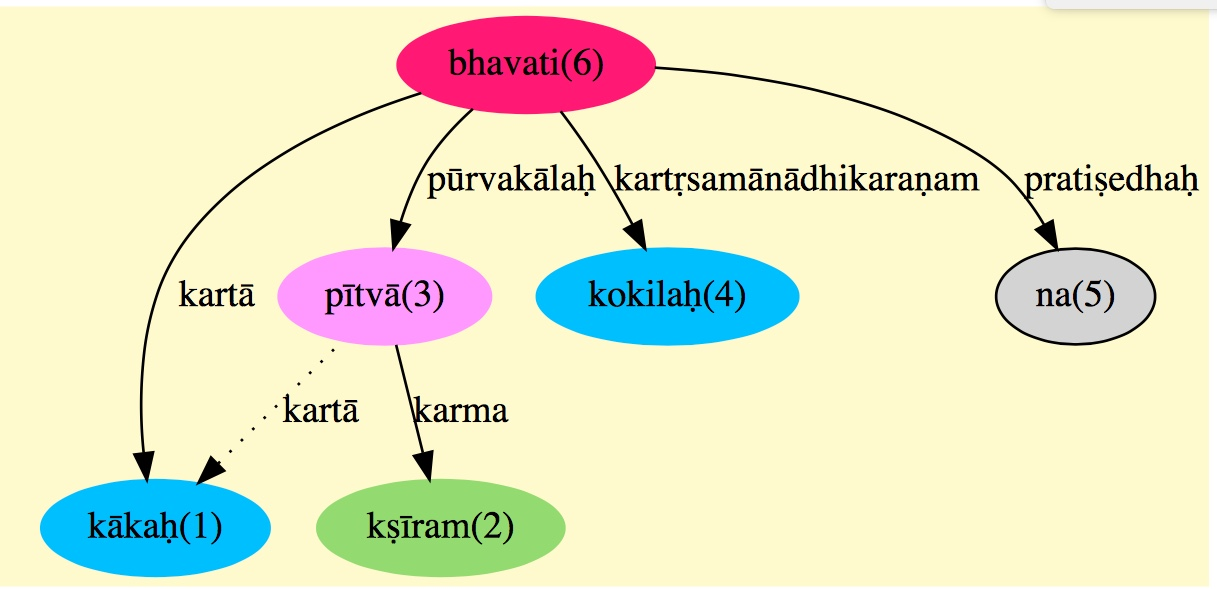 bhavati(6)
pūrvakālaḥ kartṛsamānādhikaraṇam pratiṣedhaḥ
kartā pītvā(3) kokilaḥ(4) na(5)
kartā karma
kākaḥ(1) kṣīram(2)